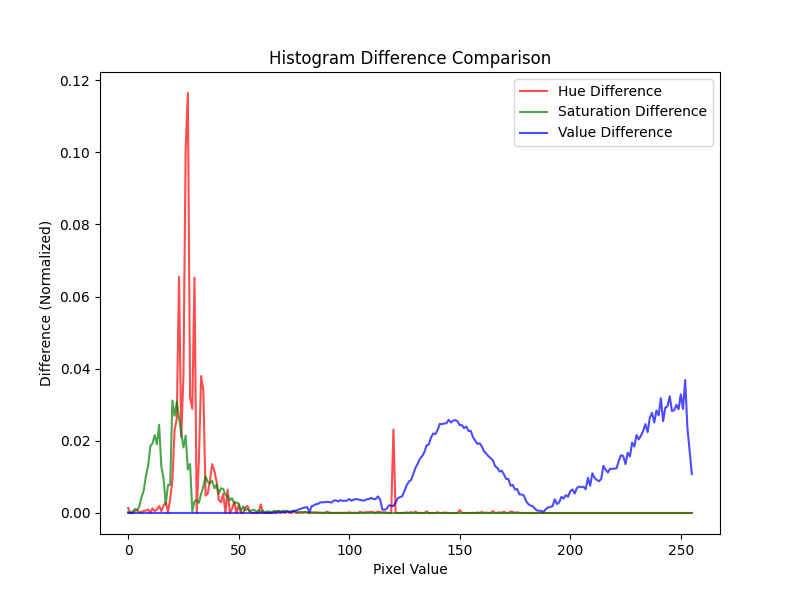 Histogram Difference Comparison
Hue Difference
Saturation Difference
Value Difference
Difference (Normalized)
0.12
0.10
0.08
0.06
0.04
0.02
0.00
0 50 100 150 200 250
Pixel Value